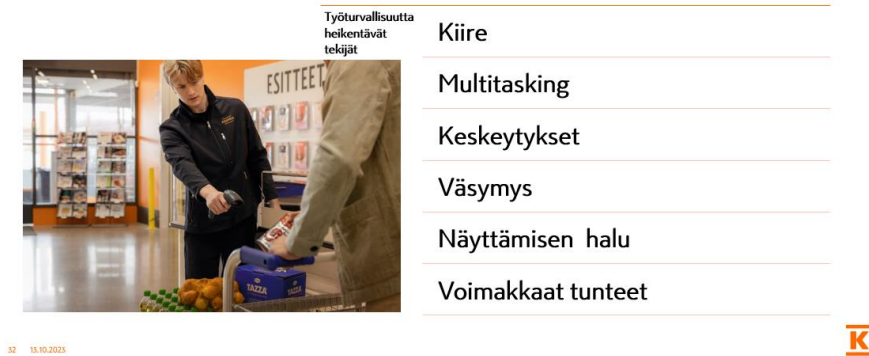 Työturvallisuutta
heikentävät
tekijät
Kiire
Multitasking
Keskeytykset
Väsymys
Näyttämisen halu
Voimakkaat tunteet
ESITTEET
TAZZA
32 13.10.2023
K